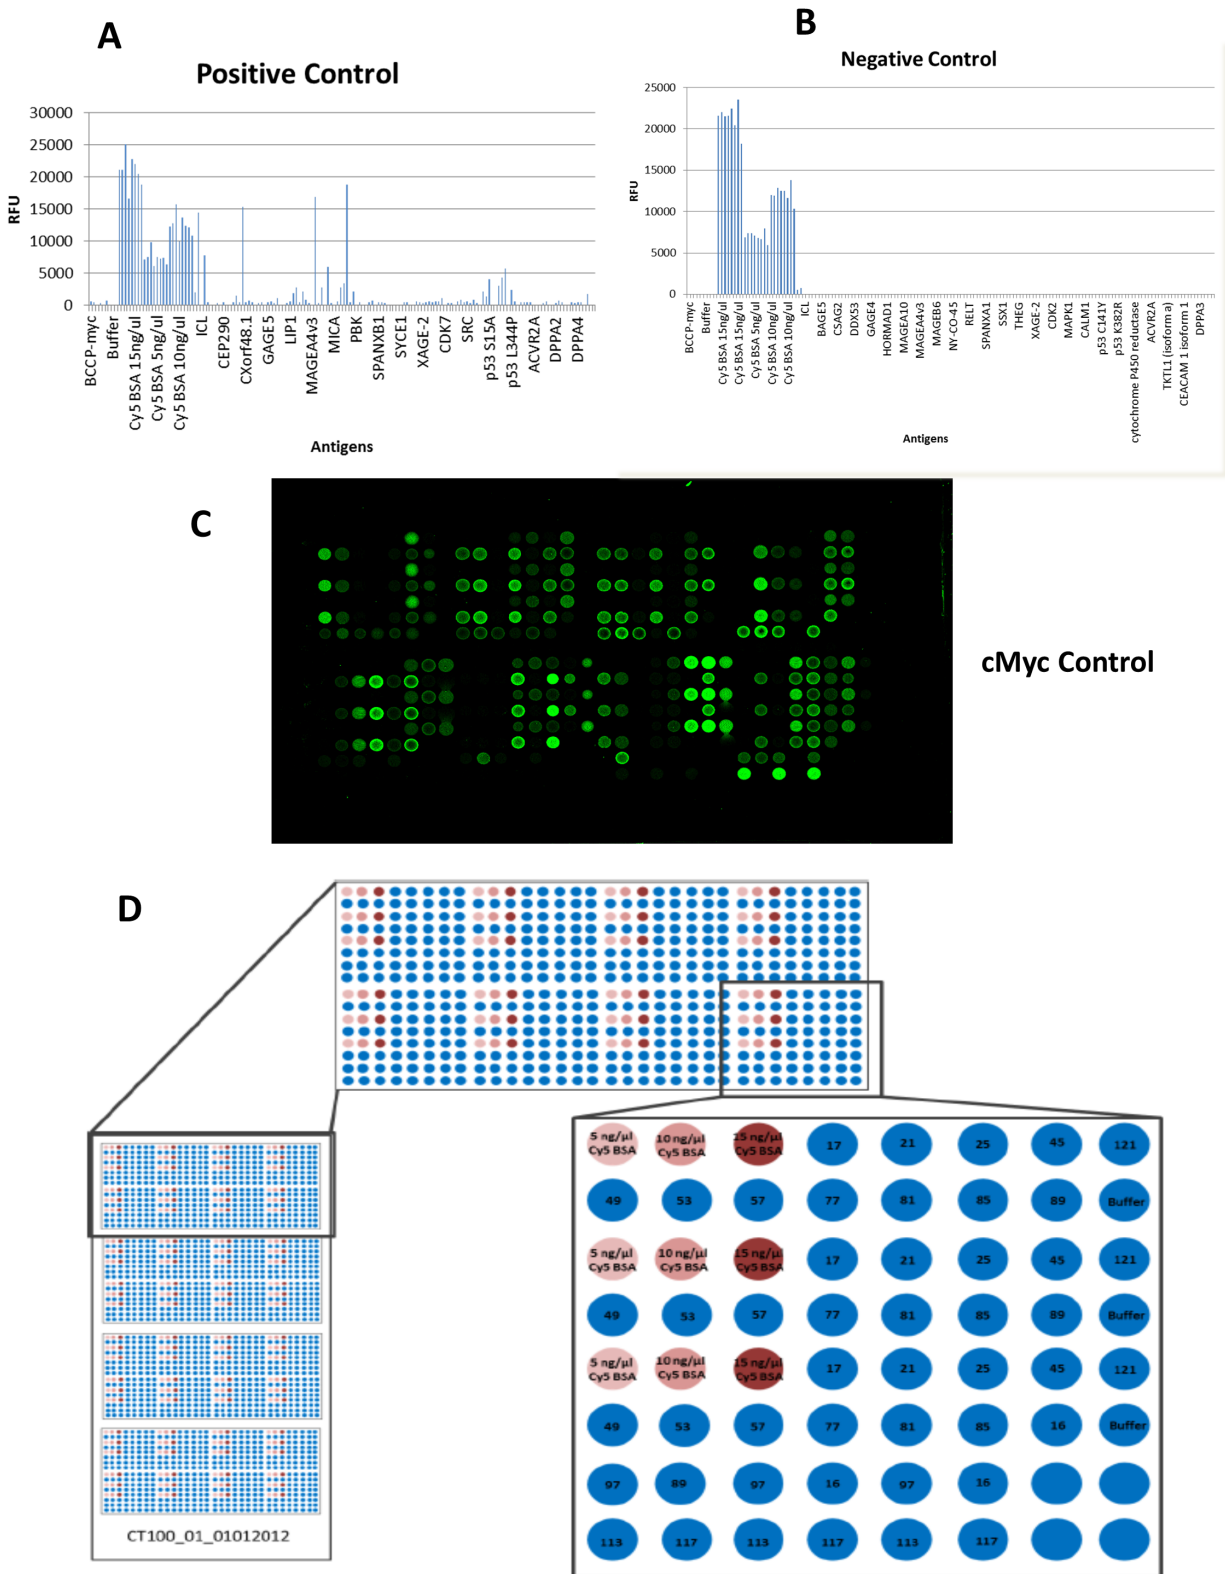 A
Positive Control
30000
25000
20000
15000
10000
5000
0
RFU
BCCP-myc
Buffer
Cy5 BSA 15ng/ul
Cy5 BSA 5ng/ul
Cy5 BSA 10ng/ul
ICL
CEP290
CXorf48.1
GAGE5
LIP1
MAGEA4v3
MICA
PBK
SPANXB1
SYCE1
XAGE-2
CDK7
SRC
p53 S15A
p53 L344P
ACVR2A
DPPA2
DPPA4
Antigens
B
Negative Control
25000
20000
15000
10000
5000
0
RFU
BCCP-myc
Buffer
Cy5 BSA 15ng/ul
Cy5 BSA 15ng/ul
Cy5 BSA 5ng/ul
Cy5 BSA 10ng/ul
Cy5 BSA 10ng/ul
ICL
BAGE5
CSAG2
DDX53
GAGE4
HORMAD1
MAGEA10
MAGEA4v3
MAGEB6
NY-CO-45
RELT
SPANXA1
SSX1
THEG
XAGE-2
CDK2
MAPK1
CALM1
p53 C141Y
p53 K382R
cytochrome P450 reductase
ACVR2A
TKTL1 (isoform a)
CEACAM 1 isoform 1
DPPA3
Antigens
C
cMyc Control
D
CT100_01_01012012
5 ng/µl Cy5 BSA 10 ng/µl Cy5 BSA 15 ng/µl Cy5 BSA 17 21 25 45 121
49 53 57 77 81 85 89 Buffer
5 ng/µl Cy5 BSA 10 ng/µl Cy5 BSA 15 ng/µl Cy5 BSA 17 21 25 45 121
49 53 57 77 81 85 89 Buffer
5 ng/µl Cy5 BSA 10 ng/µl Cy5 BSA 15 ng/µl Cy5 BSA 17 21 25 45 121
49 53 57 77 81 85 16 Buffer
97 89 97 16 97 16
113 117 113 117 113 117